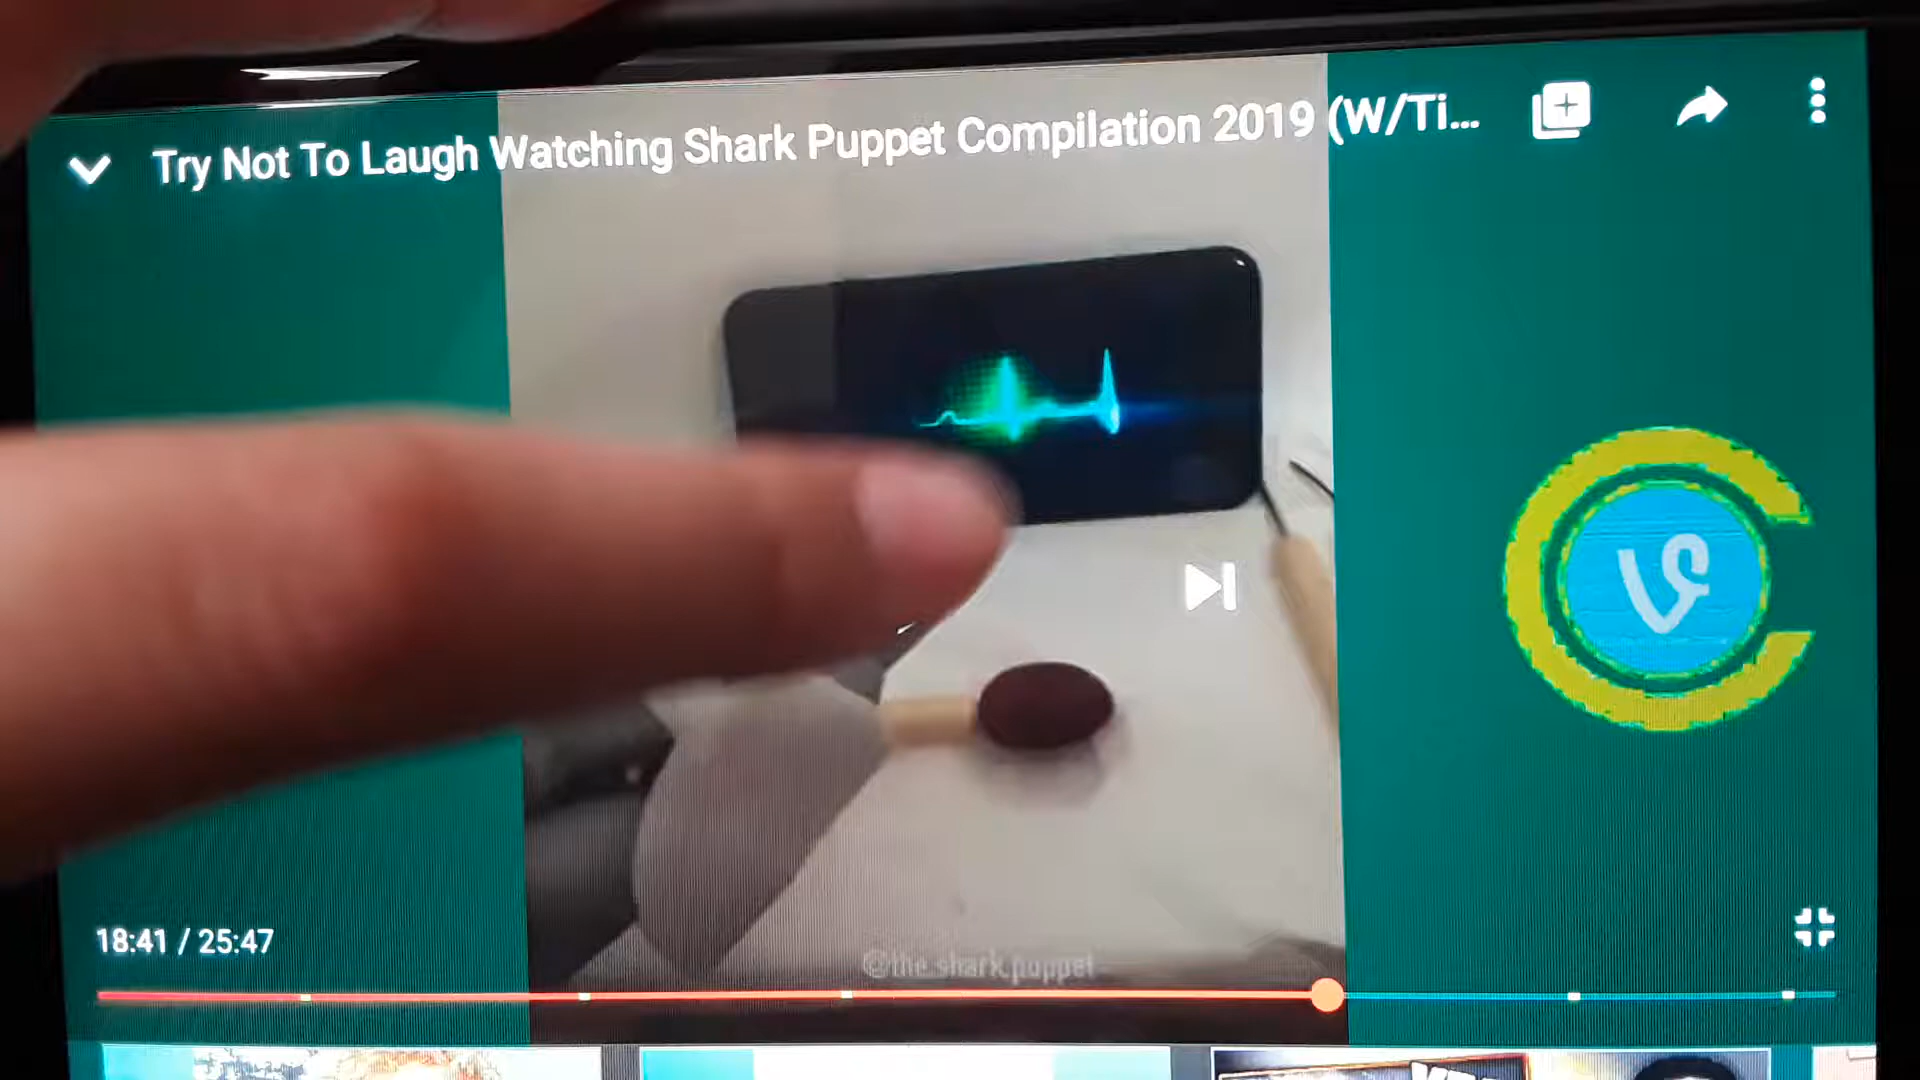 Try Not To Laugh Watching Shark Puppet Compilation 2019 (W/Ti...
18:41 / 25:47
@the.shark.puppet